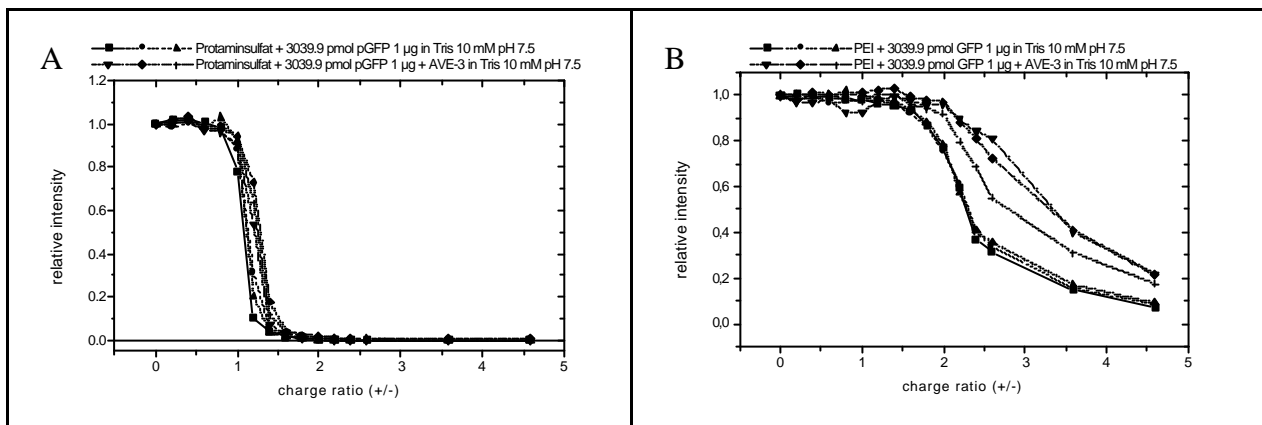 A
Protaminsulfat + 3039.9 pmol pGFP 1 µg in Tris 10 mM pH 7.5
Protaminsulfat + 3039.9 pmol pGFP 1 µg + AVE-3 in Tris 10 mM pH 7.5
1.2
1.0
0.8
0.6
0.4
0.2
0.0
relative intensity
0
1
2
3
4
5
charge ratio (+/-)
B
PEI + 3039.9 pmol GFP 1 µg in Tris 10 mM pH 7.5
PEI + 3039.9 pmol GFP 1 µg + AVE-3 in Tris 10 mM pH 7.5
1,0
0,8
0,6
0,4
0,2
0,0
relative intensity
0
1
2
3
4
5
charge ratio (+/-)